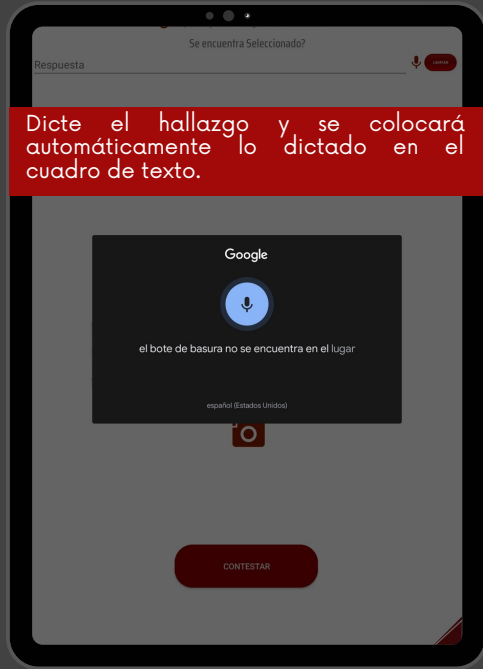 Se encuentra Seleccionado?
Respuesta
LIMPIAR
Dicte el hallazgo y se colocará
automáticamente lo dictado en el
cuadro de texto.
Google
el bote de basura no se encuentra en el lugar
español (Estados Unidos)
CONTESTAR